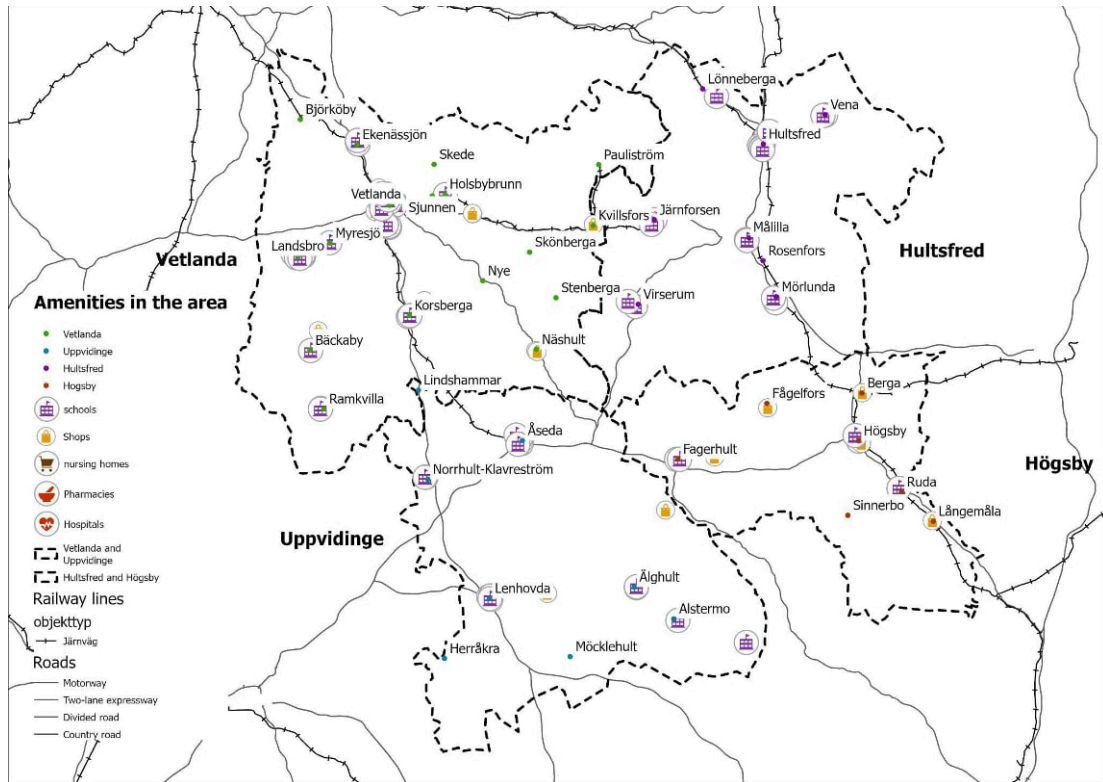 Lönneberga
Vena
Björköby
Ekenässjön
Hultsfred
Skede
Pauliström
Holsbybrunn
Vetlanda
Sjunnen
Kvillsfors
Järnforsen
Myresjö
Målilla
Landsbro
Skönberga
Rosenfors
Vetlanda
Hultsfred
Nye
Stenberga
Virserum
Mörlunda
Korsberga
Bäckaby
Näshult
Lindshammar
Berga
Fågelfors
Ramkvilla
Åseda
Högsby
Fagerhult
Högsby
Norrhult-Klavreström
Ruda
Sinnerbo
Långemåla
Uppvidinge
Älghult
Lenhovda
Alstermo
Herråkra
Möcklehult
Amenities in the area
Vetlanda
Uppvidinge
Hultsfred
Hogsby
schools
Shops
nursing homes
Pharmacies
Hospitals
Vetlanda and
Uppvidinge
Hultsfred and Högsby
Railway lines
objekttyp
Järnväg
Roads
Motorway
Two-lane expressway
Divided road
Country road